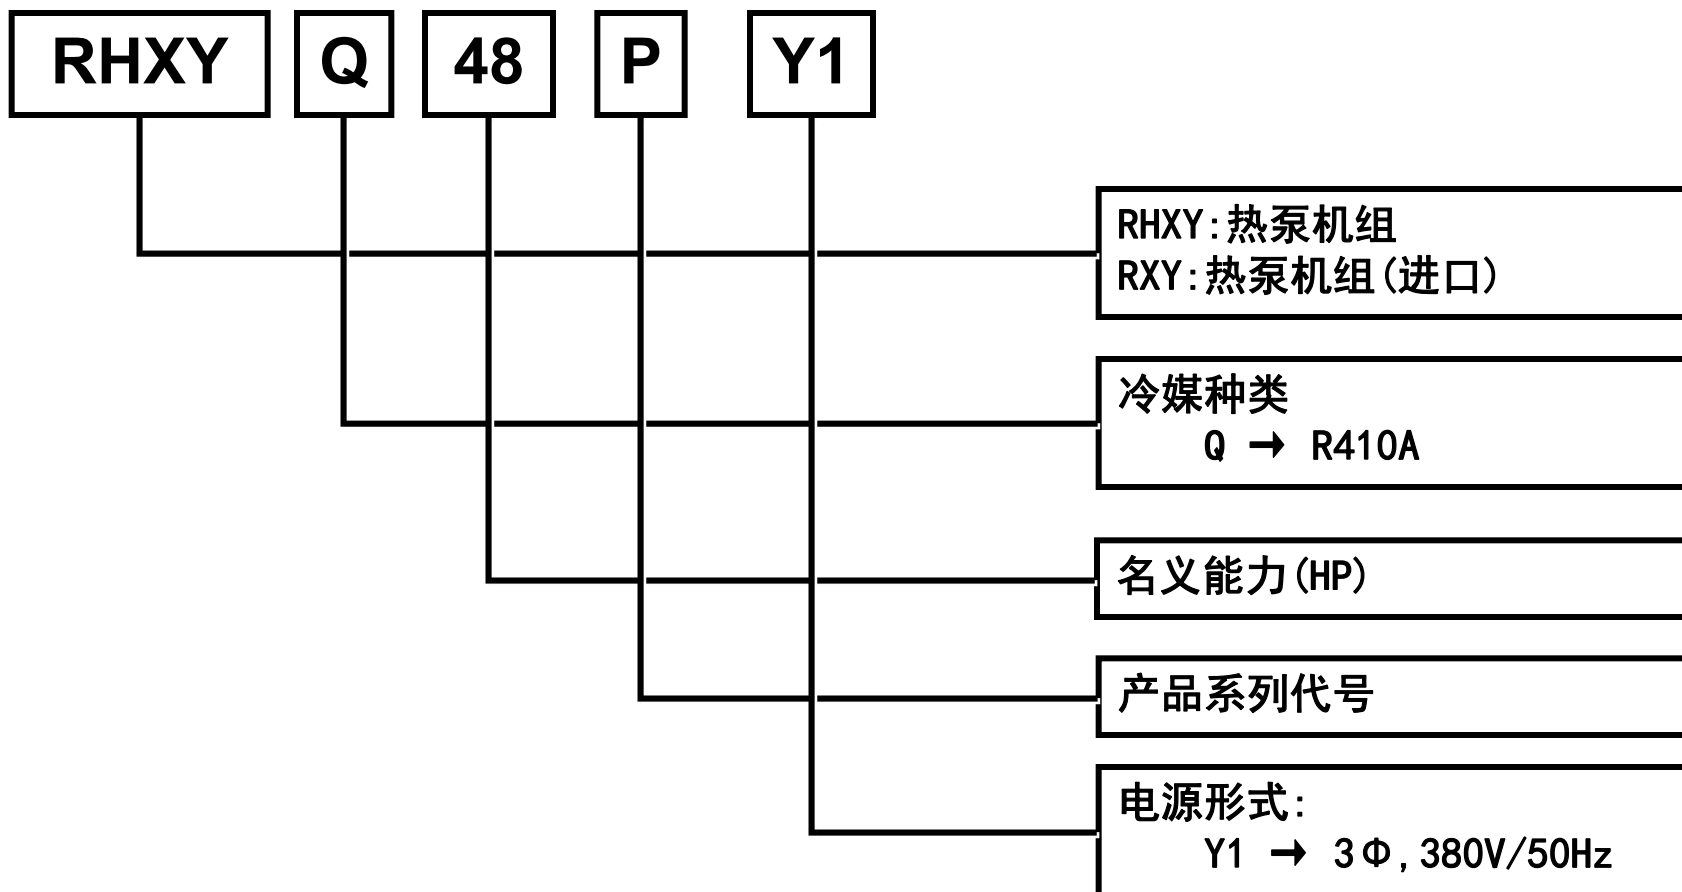 RHXY Q 48 P Y1
RHXY:热泵机组
RXY:热泵机组(进口)
冷媒种类
Q → R410A
名义能力(HP)
产品系列代号
电源形式:
Y1 → 3Φ,380V/50Hz